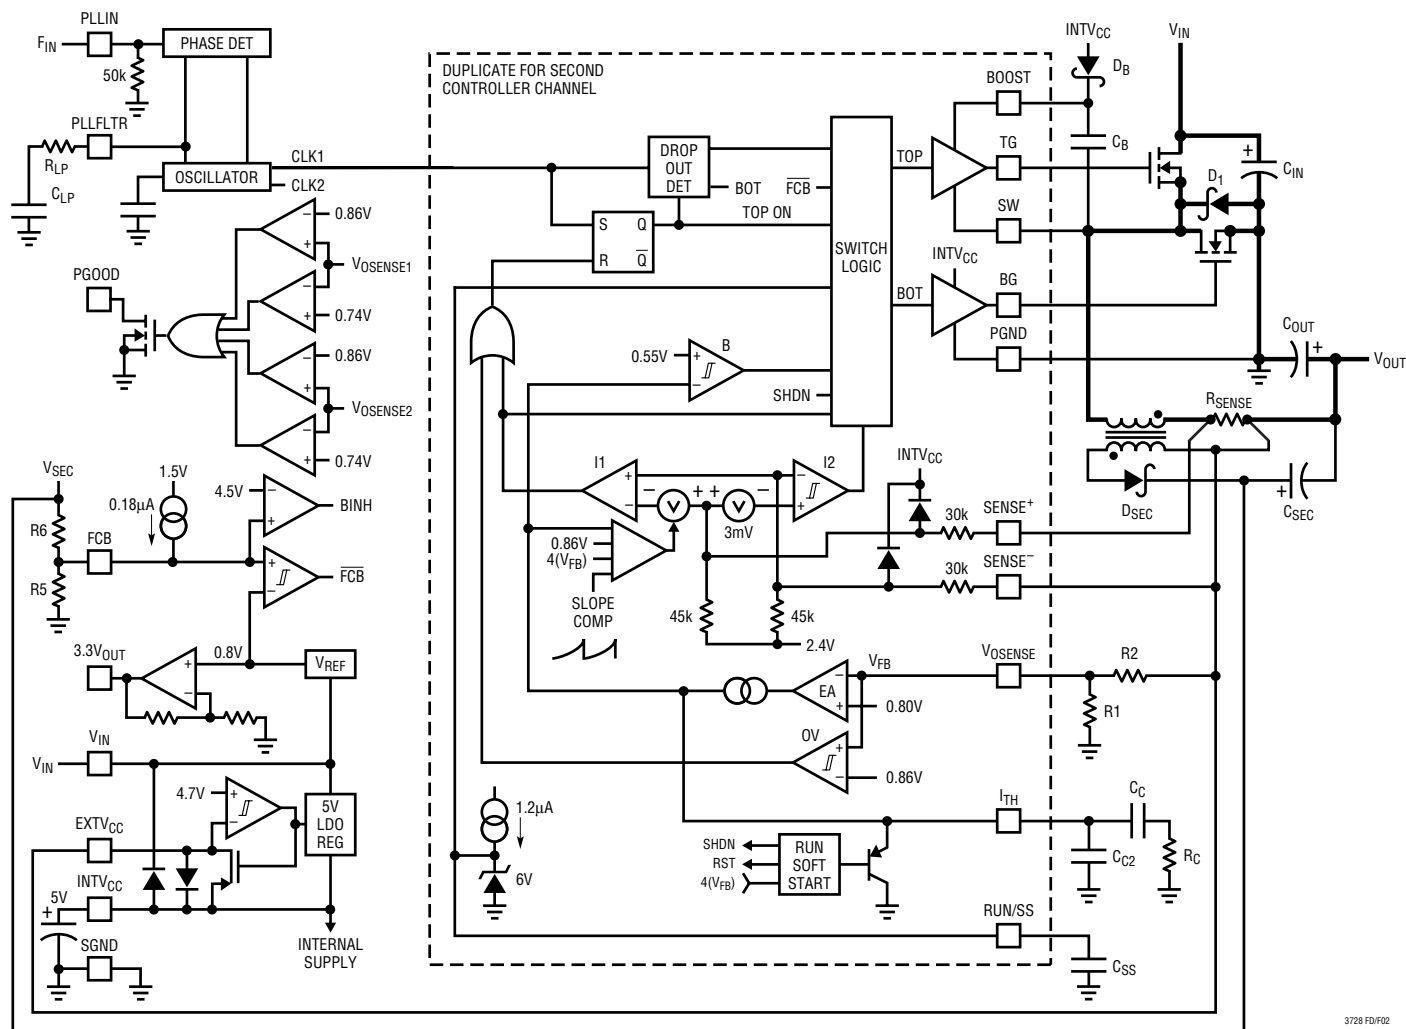 PLLIN
INTVCC
VIN
FIN
PHASE DET
DUPLICATE FOR SECOND
CONTROLLER CHANNEL
DB
50k
BOOST
PLLFLTR
RLP
CLK1
DROP
OUT
DET
TOP
TG
CB
+
CIN
OSCILLATOR
CLK2
BOT
FCB
D1
CLP
−
0.86V
TOP ON
SW
S
Q
+
VOSENSE1
R
Q
SWITCH
LOGIC
INTVCC
PGOOD
−
BOT
BG
+
0.74V
COUT
−
0.86V
0.55V
+
B
PGND
+
VOUT
+
−
VOSENSE2
SHDN
RSENSE
−
+
0.74V
VSEC
1.5V
I1
I2
INTVCC
0.18µA
4.5V
−
+
−
+
+
−
−
DSEC
+
CSEC
R6
BINH
−
V
V
+
30k
SENSE+
FCB
+
3mV
0.86V
4(VFB)
R5
+
FCB
30k
SENSE−
−
SLOPE
COMP
45k
45k
2.4V
3.3VOUT
0.8V
+
VREF
VFB
VOSENSE
R2
−
−
EA
+
0.80V
R1
VIN
OV
+
VIN
−
0.86V
4.7V
+
5V
LDO
REG
1.2µA
ITH
CC
EXTVCC
−
SHDN
RST
4(VFB)
RUN
SOFT
START
CC2
RC
INTVCC
6V
5V
+
RUN/SS
SGND
INTERNAL
SUPPLY
CSS
3728 FD/F02